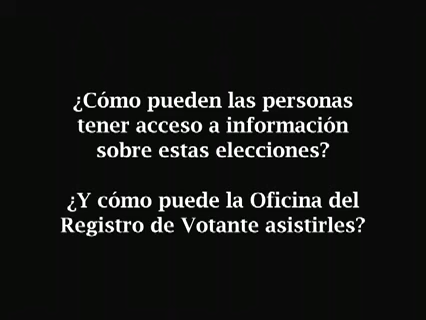 ¿Cómo pueden las personas
tener acceso a información
sobre estas elecciones?
¿Y cómo puede la Oficina del
Registro de Votante asistirles?